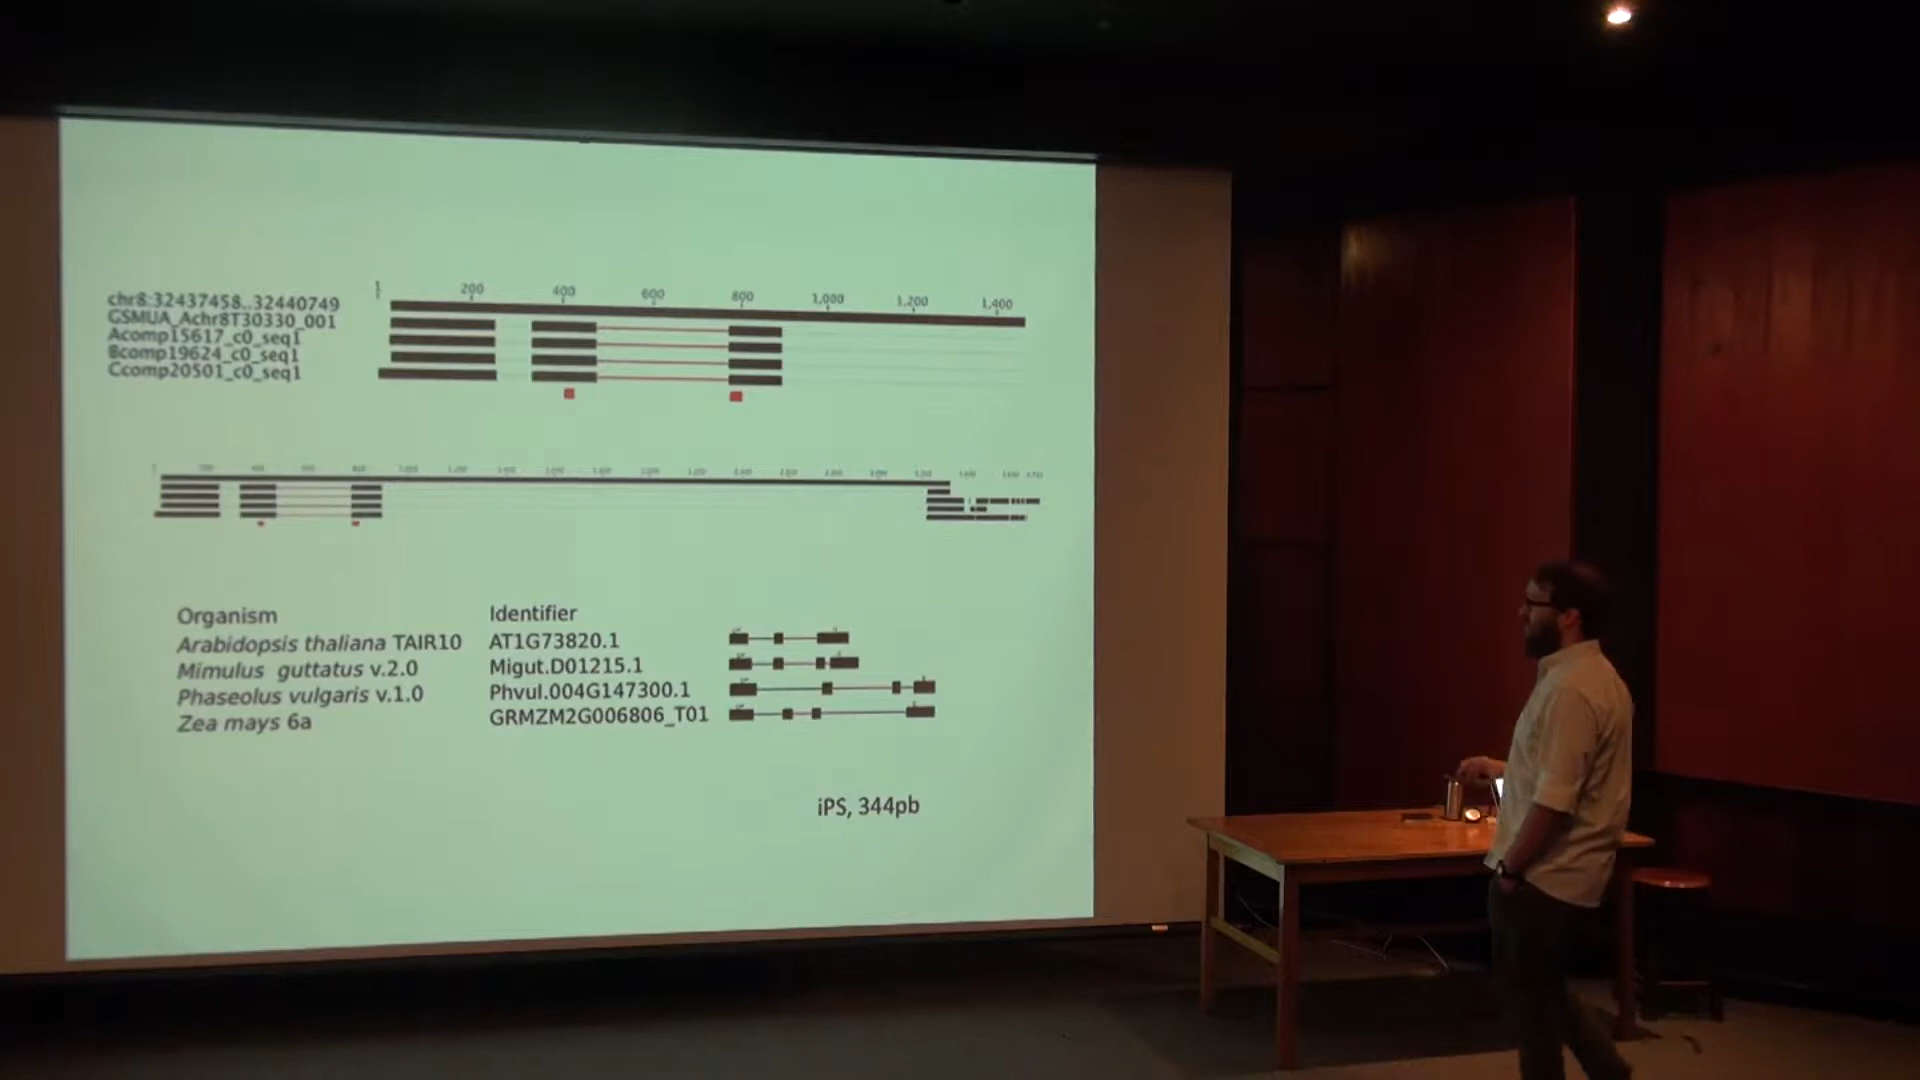 1 200 400 600 800 1,000 1,200 1,400
chr8:32437458..32440749
GSMUA_Achr8T30330_001
Acomp15617_c0_seq1
Bcomp19624_c0_seq1
Ccomp20501_c0_seq1
Organism Identifier
Arabidopsis thaliana TAIR10 AT1G73820.1
Mimulus guttatus v.2.0 Migut.D01215.1
Phaseolus vulgaris v.1.0 Phvul.004G147300.1
Zea mays 6a GRMZM2G006806_T01
iPS, 344pb